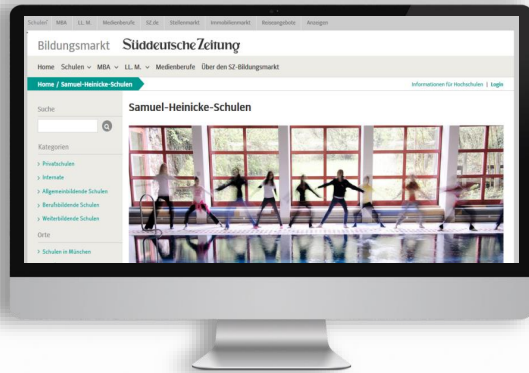 Schulen MBA LL. M. Medienberufe SZ.de Stellenmarkt Immobilienmarkt Reiseangebote Anzeigen
Bildungsmarkt Süddeutsche Zeitung
Home Schulen MBA LL. M. Medienberufe Über den SZ-Bildungsmarkt
Home / Samuel-Heinicke-Schulen
Informationen für Hochschulen | Login
Suche
Samuel-Heinicke-Schulen
Kategorien
› Privatschulen
› Internate
› Allgemeinbildende Schulen
› Berufsbildende Schulen
› Weiterbildende Schulen
Orte
› Schulen in München